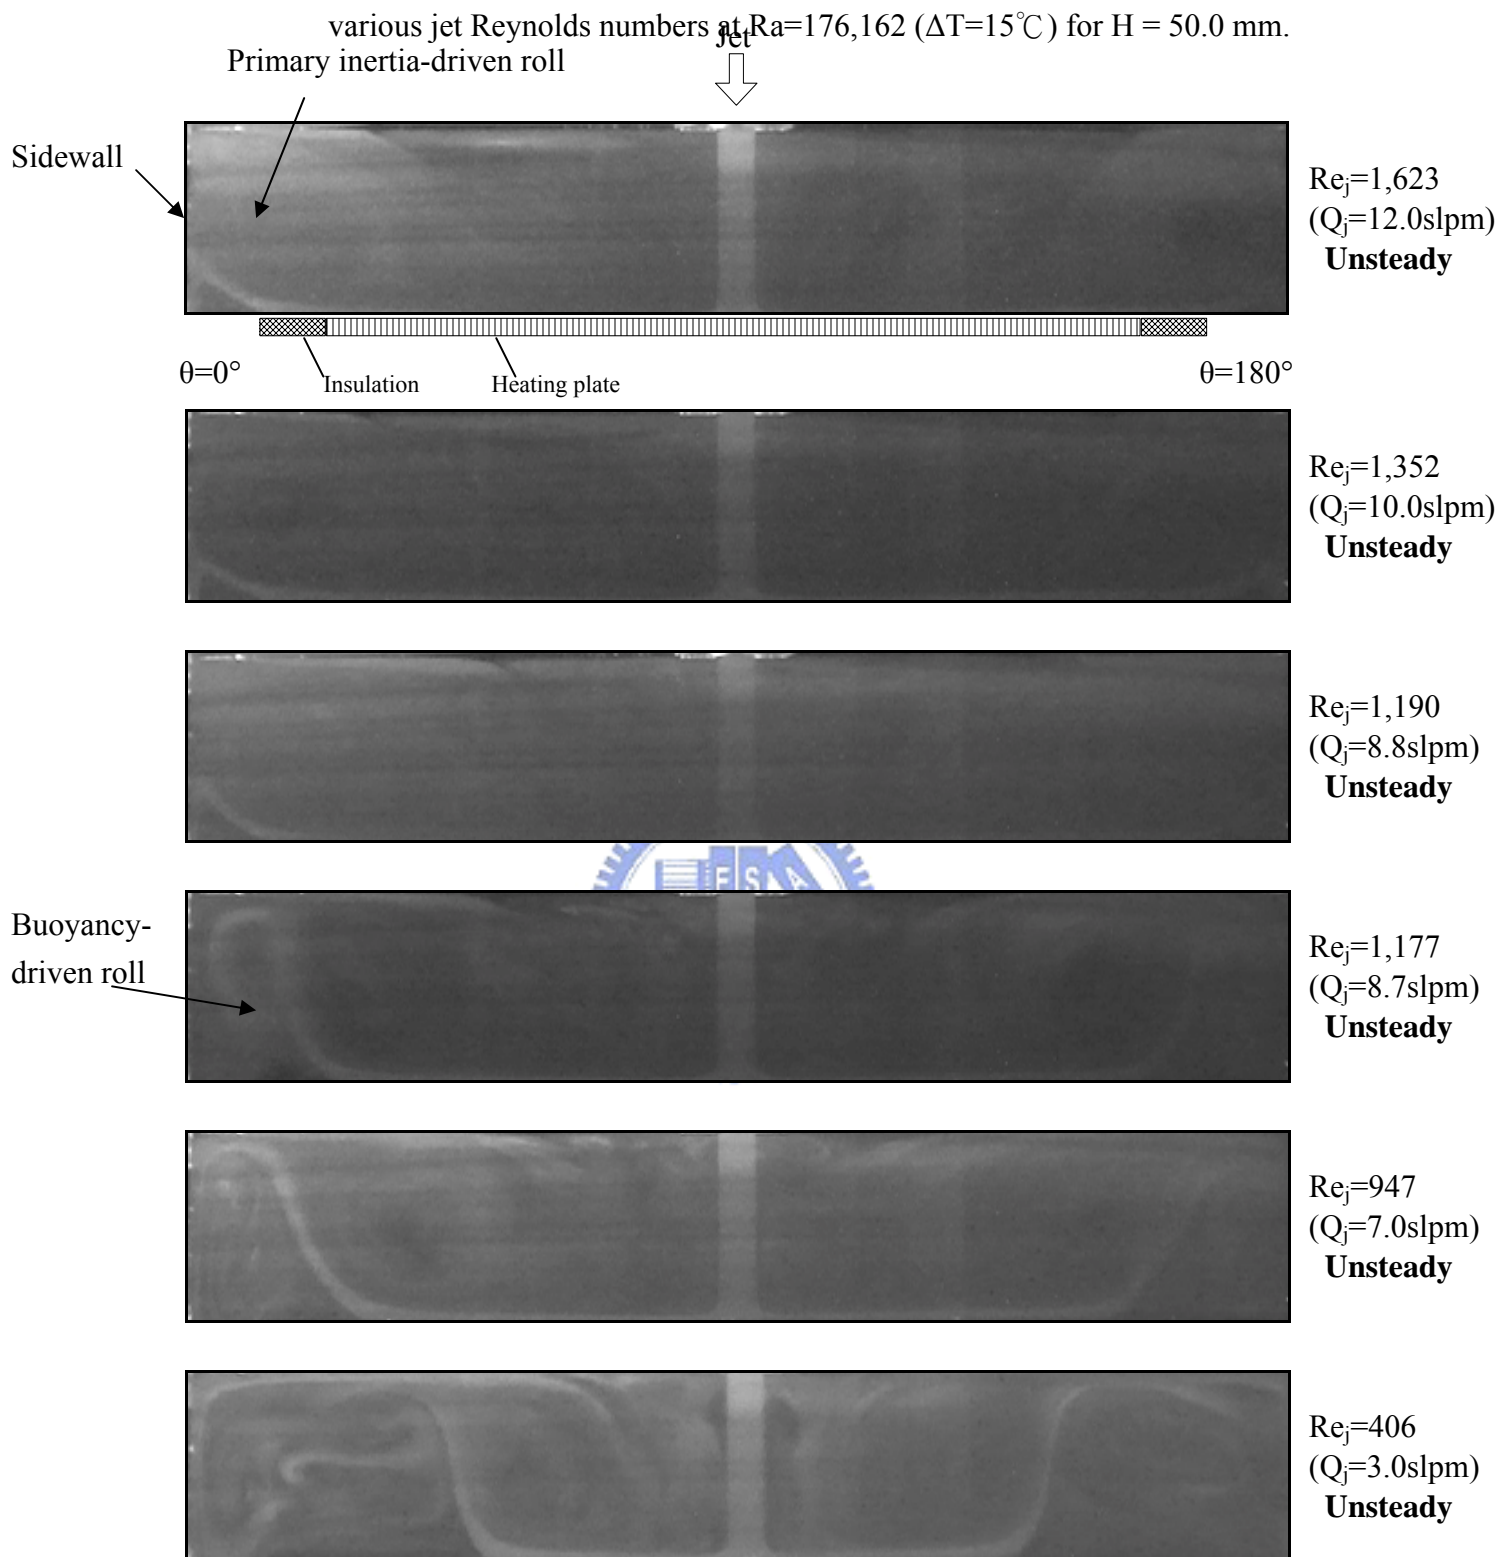 various jet Reynolds numbers at Ra=176,162 (ΔT=15℃) for H = 50.0 mm.
Jet
Primary inertia-driven roll
Sidewall
Rej=1,623
(Qj=12.0slpm)
Unsteady
θ=0°
Insulation
Heating plate
θ=180°
Rej=1,352
(Qj=10.0slpm)
Unsteady
Rej=1,190
(Qj=8.8slpm)
Unsteady
E S A
Buoyancy-
driven roll
Rej=1,177
(Qj=8.7slpm)
Unsteady
Rej=947
(Qj=7.0slpm)
Unsteady
Rej=406
(Qj=3.0slpm)
Unsteady